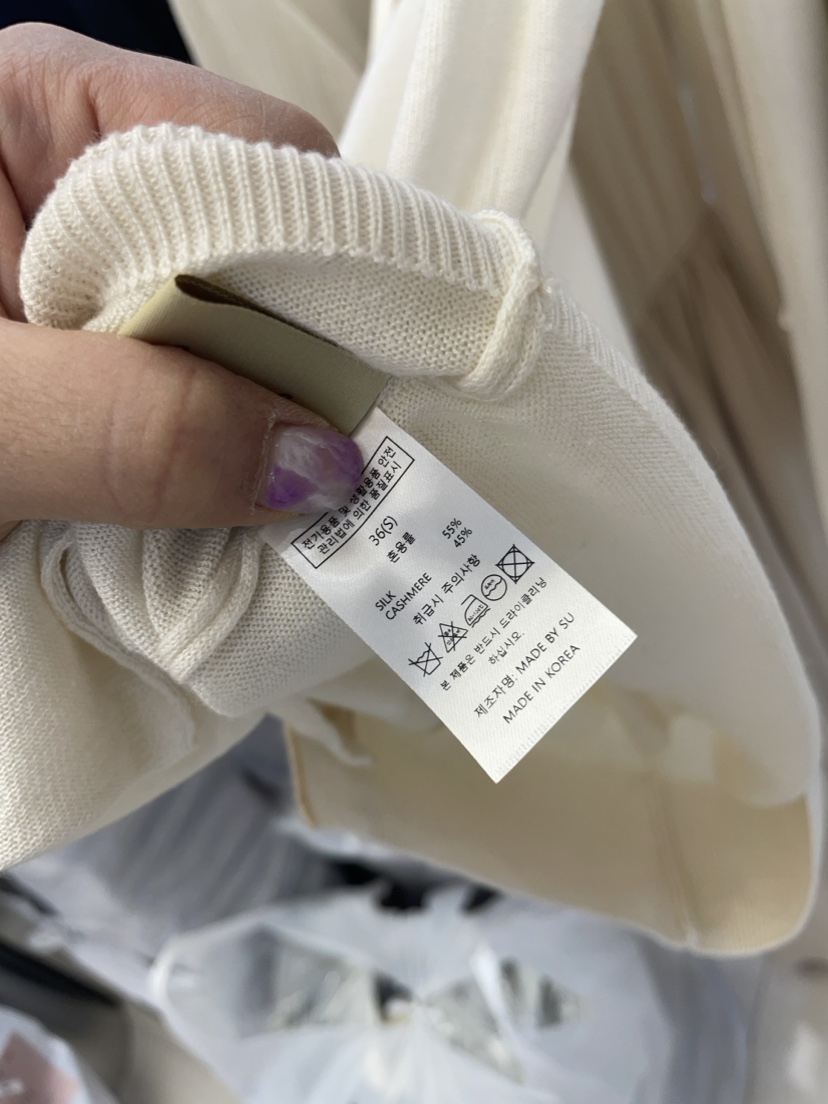 전기용품 및 생활용품 안전
관리법에 의한 품질표시
36(S)
혼용률
SILK 55%
CASHMERE 45%
취급시 주의사항
본 제품은 반드시 드라이클리닝
하십시오.
제조자명: MADE BY SU
MADE IN KOREA